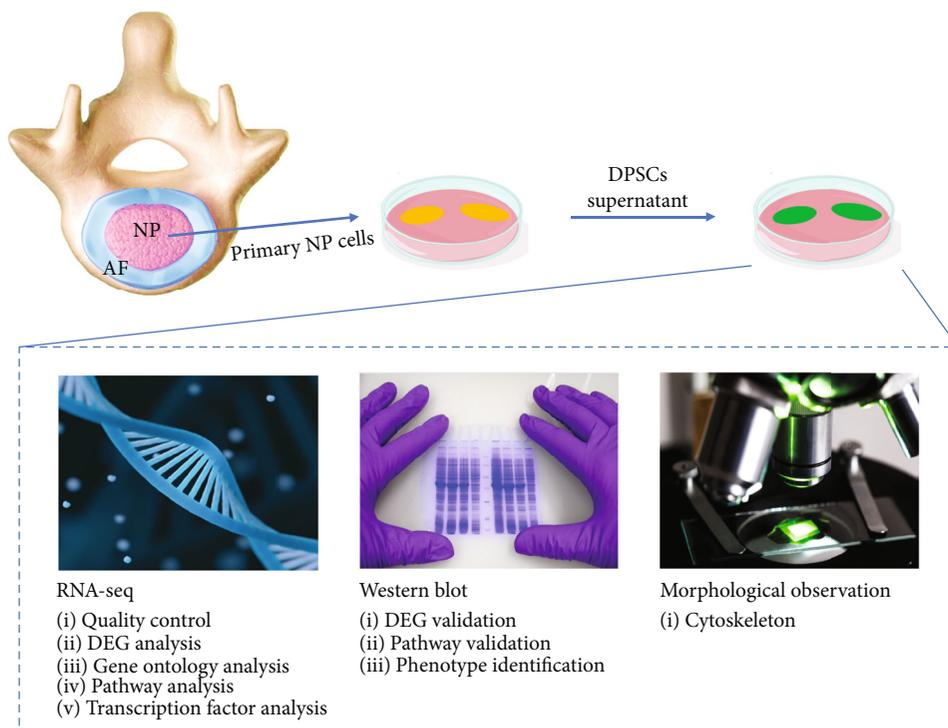 NP
AF
Primary NP cells
DPSCs
supernatant
RNA-seq
(i) Quality control
(ii) DEG analysis
(iii) Gene ontology analysis
(iv) Pathway analysis
(v) Transcription factor analysis
Western blot
(i) DEG validation
(ii) Pathway validation
(iii) Phenotype identification
Morphological observation
(i) Cytoskeleton